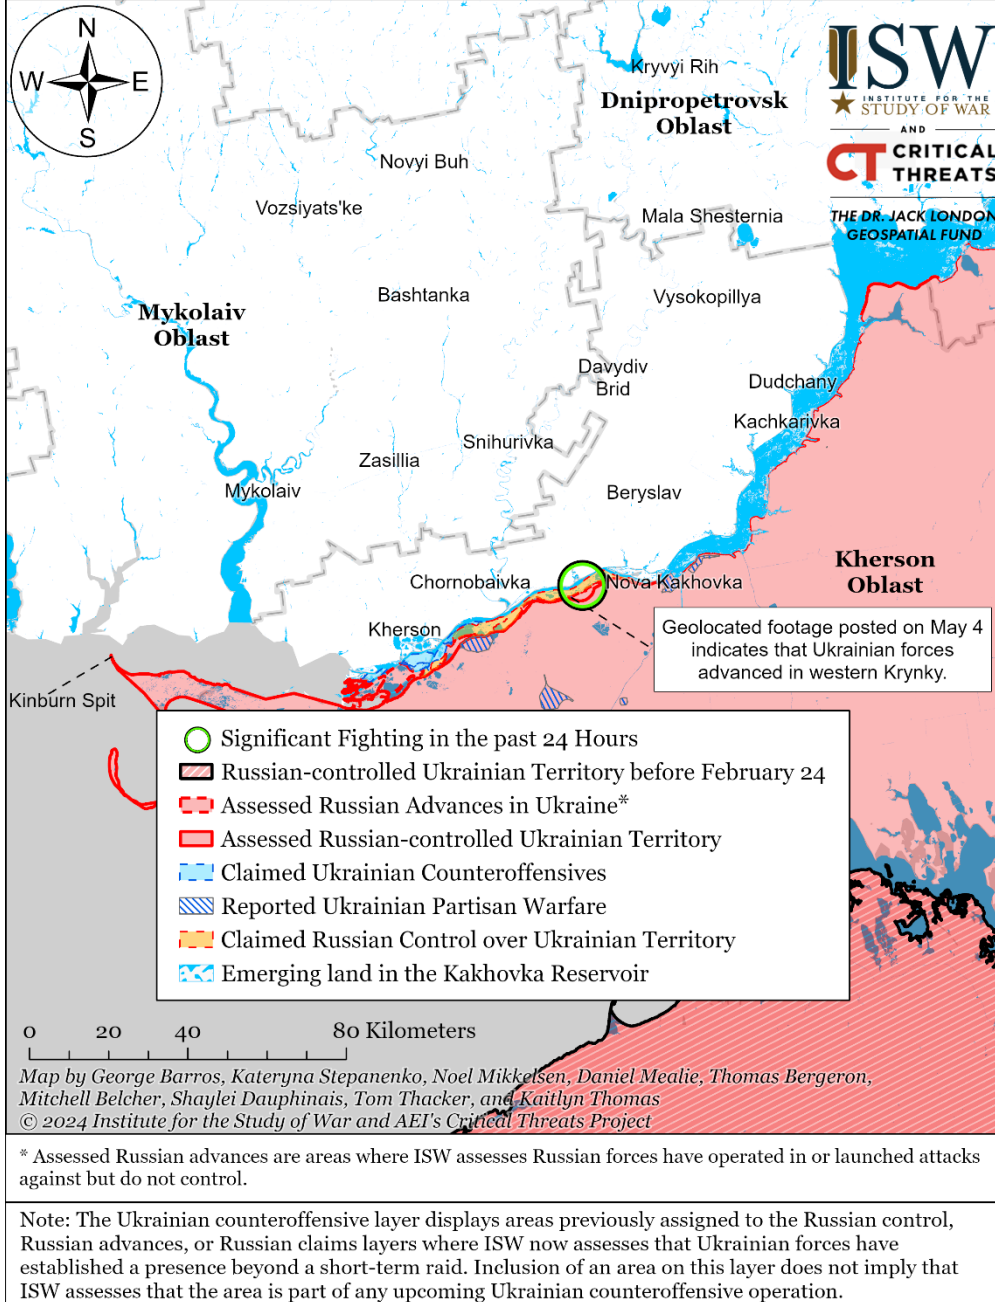 N
W E
S
ISW
INSTITUTE FOR THE
STUDY OF WAR
AND
CT CRITICAL
THREATS
THE DR. JACK LONDON
GEOSPATIAL FUND
Kryvyi Rih
Dnipropetrovsk
Oblast
Novyi Buh
Vozsiyats'ke
Mala Shesternia
Bashtanka
Vysokopillya
Mykolaiv
Oblast
Davydiv
Brid
Dudchany
Kachkarivka
Snihurivka
Zasillia
Mykolaiv
Beryslav
Kherson
Oblast
Chornobaivka
Nova Kakhovka
Kherson
Geolocated footage posted on May 4
indicates that Ukrainian forces
advanced in western Krynky.
Kinburn Spit
Significant Fighting in the past 24 Hours
Russian-controlled Ukrainian Territory before February 24
Assessed Russian Advances in Ukraine*
Assessed Russian-controlled Ukrainian Territory
Claimed Ukrainian Counteroffensives
Reported Ukrainian Partisan Warfare
Claimed Russian Control over Ukrainian Territory
Emerging land in the Kakhovka Reservoir
0 20 40 80 Kilometers
Map by George Barros, Kateryna Stepanenko, Noel Mikkelsen, Daniel Mealie, Thomas Bergeron,
Mitchell Belcher, Shaylei Dauphinais, Tom Thacker, and Kaitlyn Thomas
© 2024 Institute for the Study of War and AEI's Critical Threats Project
* Assessed Russian advances are areas where ISW assesses Russian forces have operated in or launched attacks
against but do not control.
Note: The Ukrainian counteroffensive layer displays areas previously assigned to the Russian control,
Russian advances, or Russian claims layers where ISW now assesses that Ukrainian forces have
established a presence beyond a short-term raid. Inclusion of an area on this layer does not imply that
ISW assesses that the area is part of any upcoming Ukrainian counteroffensive operation.